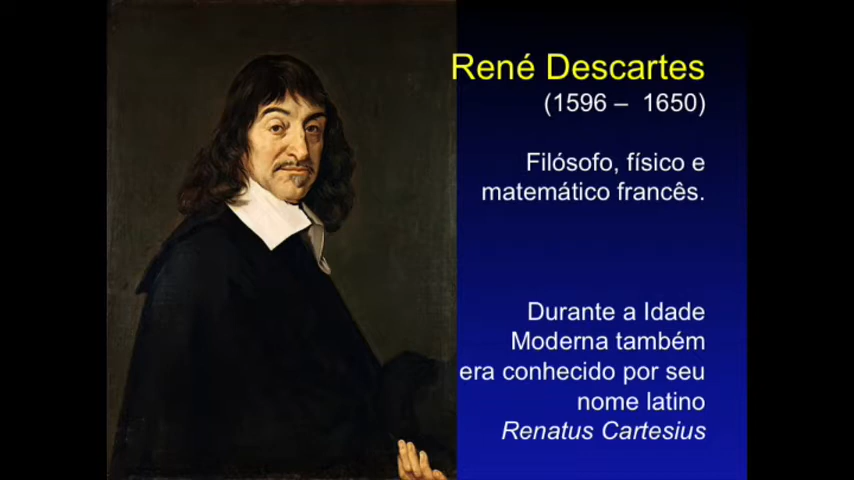 René Descartes
(1596 – 1650)
Filósofo, físico e
matemático francês.
Durante a Idade
Moderna também
era conhecido por seu
nome latino
Renatus Cartesius